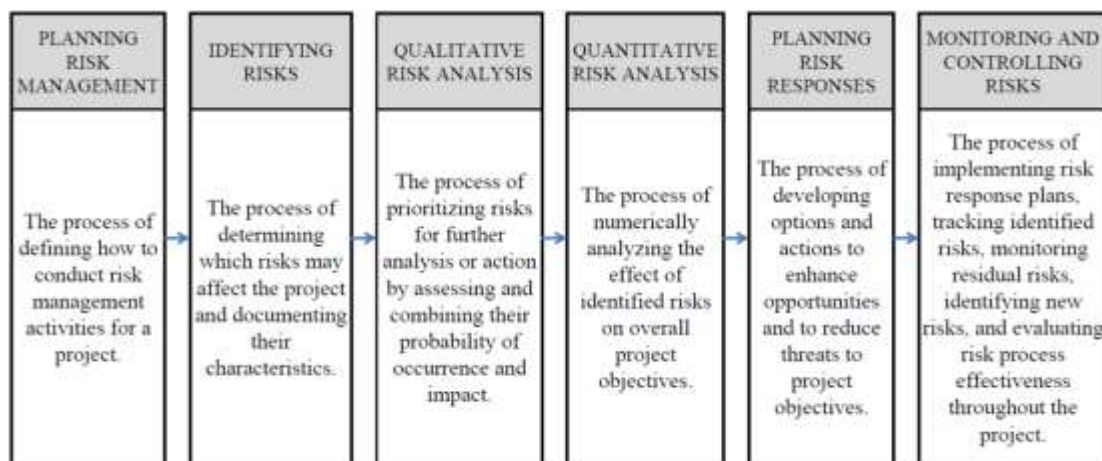 PLANNING
RISK
MANAGEMENT
The process of
defining how to
conduct risk
management
activities for a
project.
IDENTIFYING
RISKS
The process of
determining
which risks may
affect the project
and documenting
their
characteristics.
QUALITATIVE
RISK ANALYSIS
The process of
prioritizing risks
for further
analysis or action
by assessing and
combining their
probability of
occurrence and
impact.
QUANTITATIVE
RISK ANALYSIS
The process of
numerically
analyzing the
effect of
identified risks
on overall
project
objectives.
PLANNING
RISK
RESPONSES
The process of
developing
options and
actions to
enhance
opportunities
and to reduce
threats to
project
objectives.
MONITORING AND
CONTROLLING
RISKS
The process of
implementing risk
response plans,
tracking identified
risks, monitoring
residual risks,
identifying new
risks, and evaluating
risk process
effectiveness
throughout the
project.